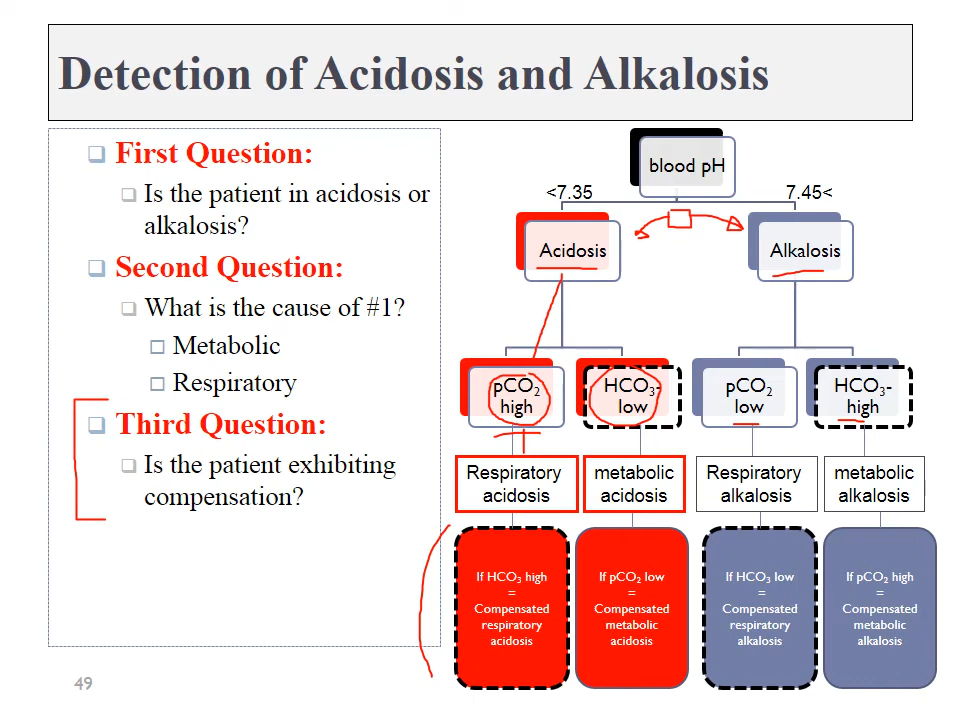 Detection of Acidosis and Alkalosis
First Question:
Is the patient in acidosis or
alkalosis?
Second Question:
What is the cause of #1?
Metabolic
Respiratory
Third Question:
Is the patient exhibiting
compensation?
49
blood pH
<7.35
7.45<
Acidosis
Alkalosis
pCO2
high
HCO3-
low
pCO2
low
HCO3-
high
Respiratory
acidosis
metabolic
acidosis
Respiratory
alkalosis
metabolic
alkalosis
If HCO3 high
=
Compensated
respiratory
acidosis
If pCO2 low
=
Compensated
metabolic
acidosis
If HCO3 low
=
Compensated
respiratory
alkalosis
If pCO2 high
=
Compensated
metabolic
alkalosis